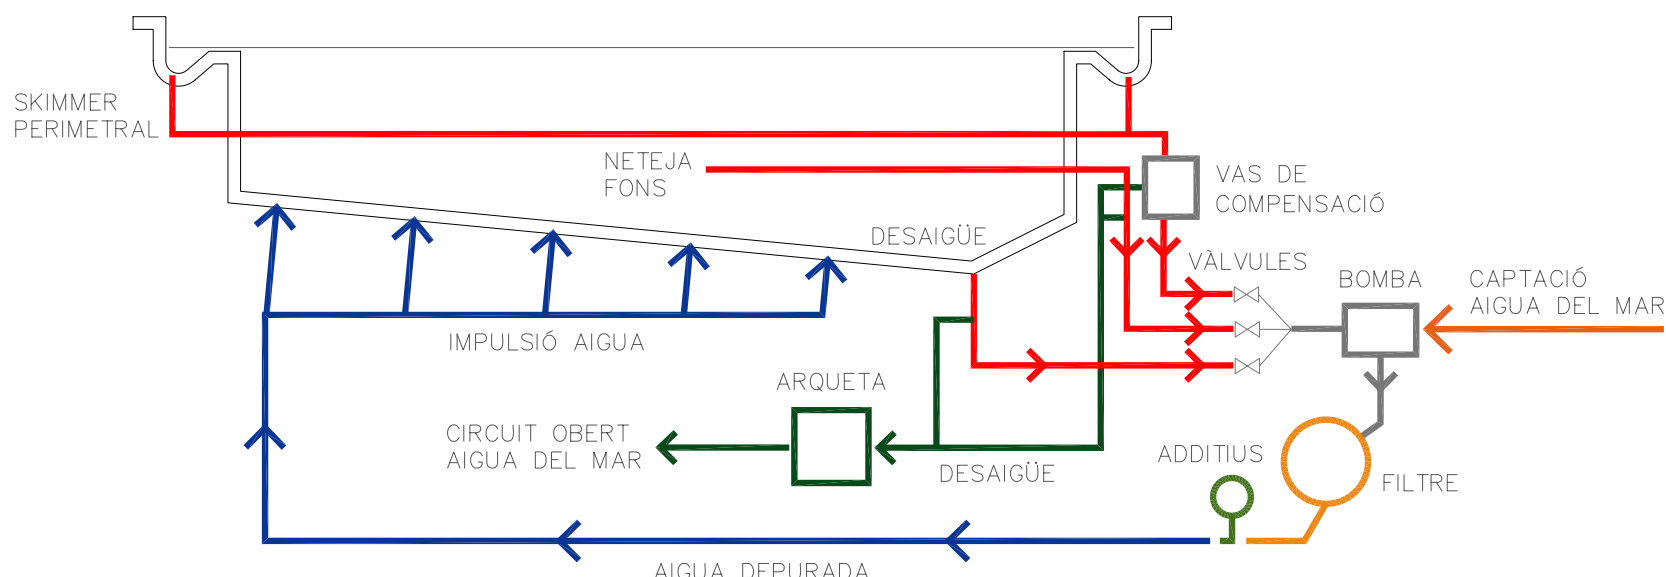 SKIMMER
PERIMETRAL
NETEJA
FONS
VAS DE
COMPENSACIÓ
DESAIGÜE
VÀLVULES
BOMBA
CAPTACIÓ
AIGUA DEL MAR
IMPULSIÓ AIGUA
ARQUETA
CIRCUIT OBERT
AIGUA DEL MAR
DESAIGÜE
ADDITIUS
FILTRE
AIGUA DEPURADA